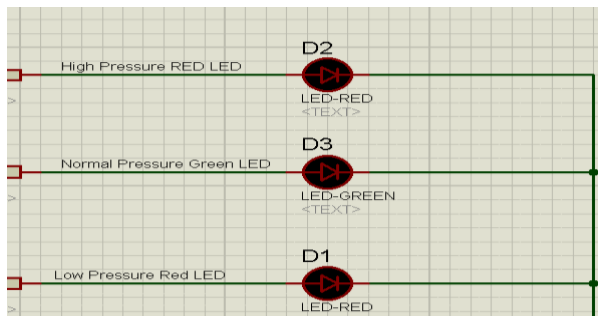 D2
High Pressure RED LED
LED-RED
<TEXT>
>
D3
Normal Pressure Green LED
LED-GREEN
<TEXT>
>
D1
Low Pressure Red LED
LED-RED
>